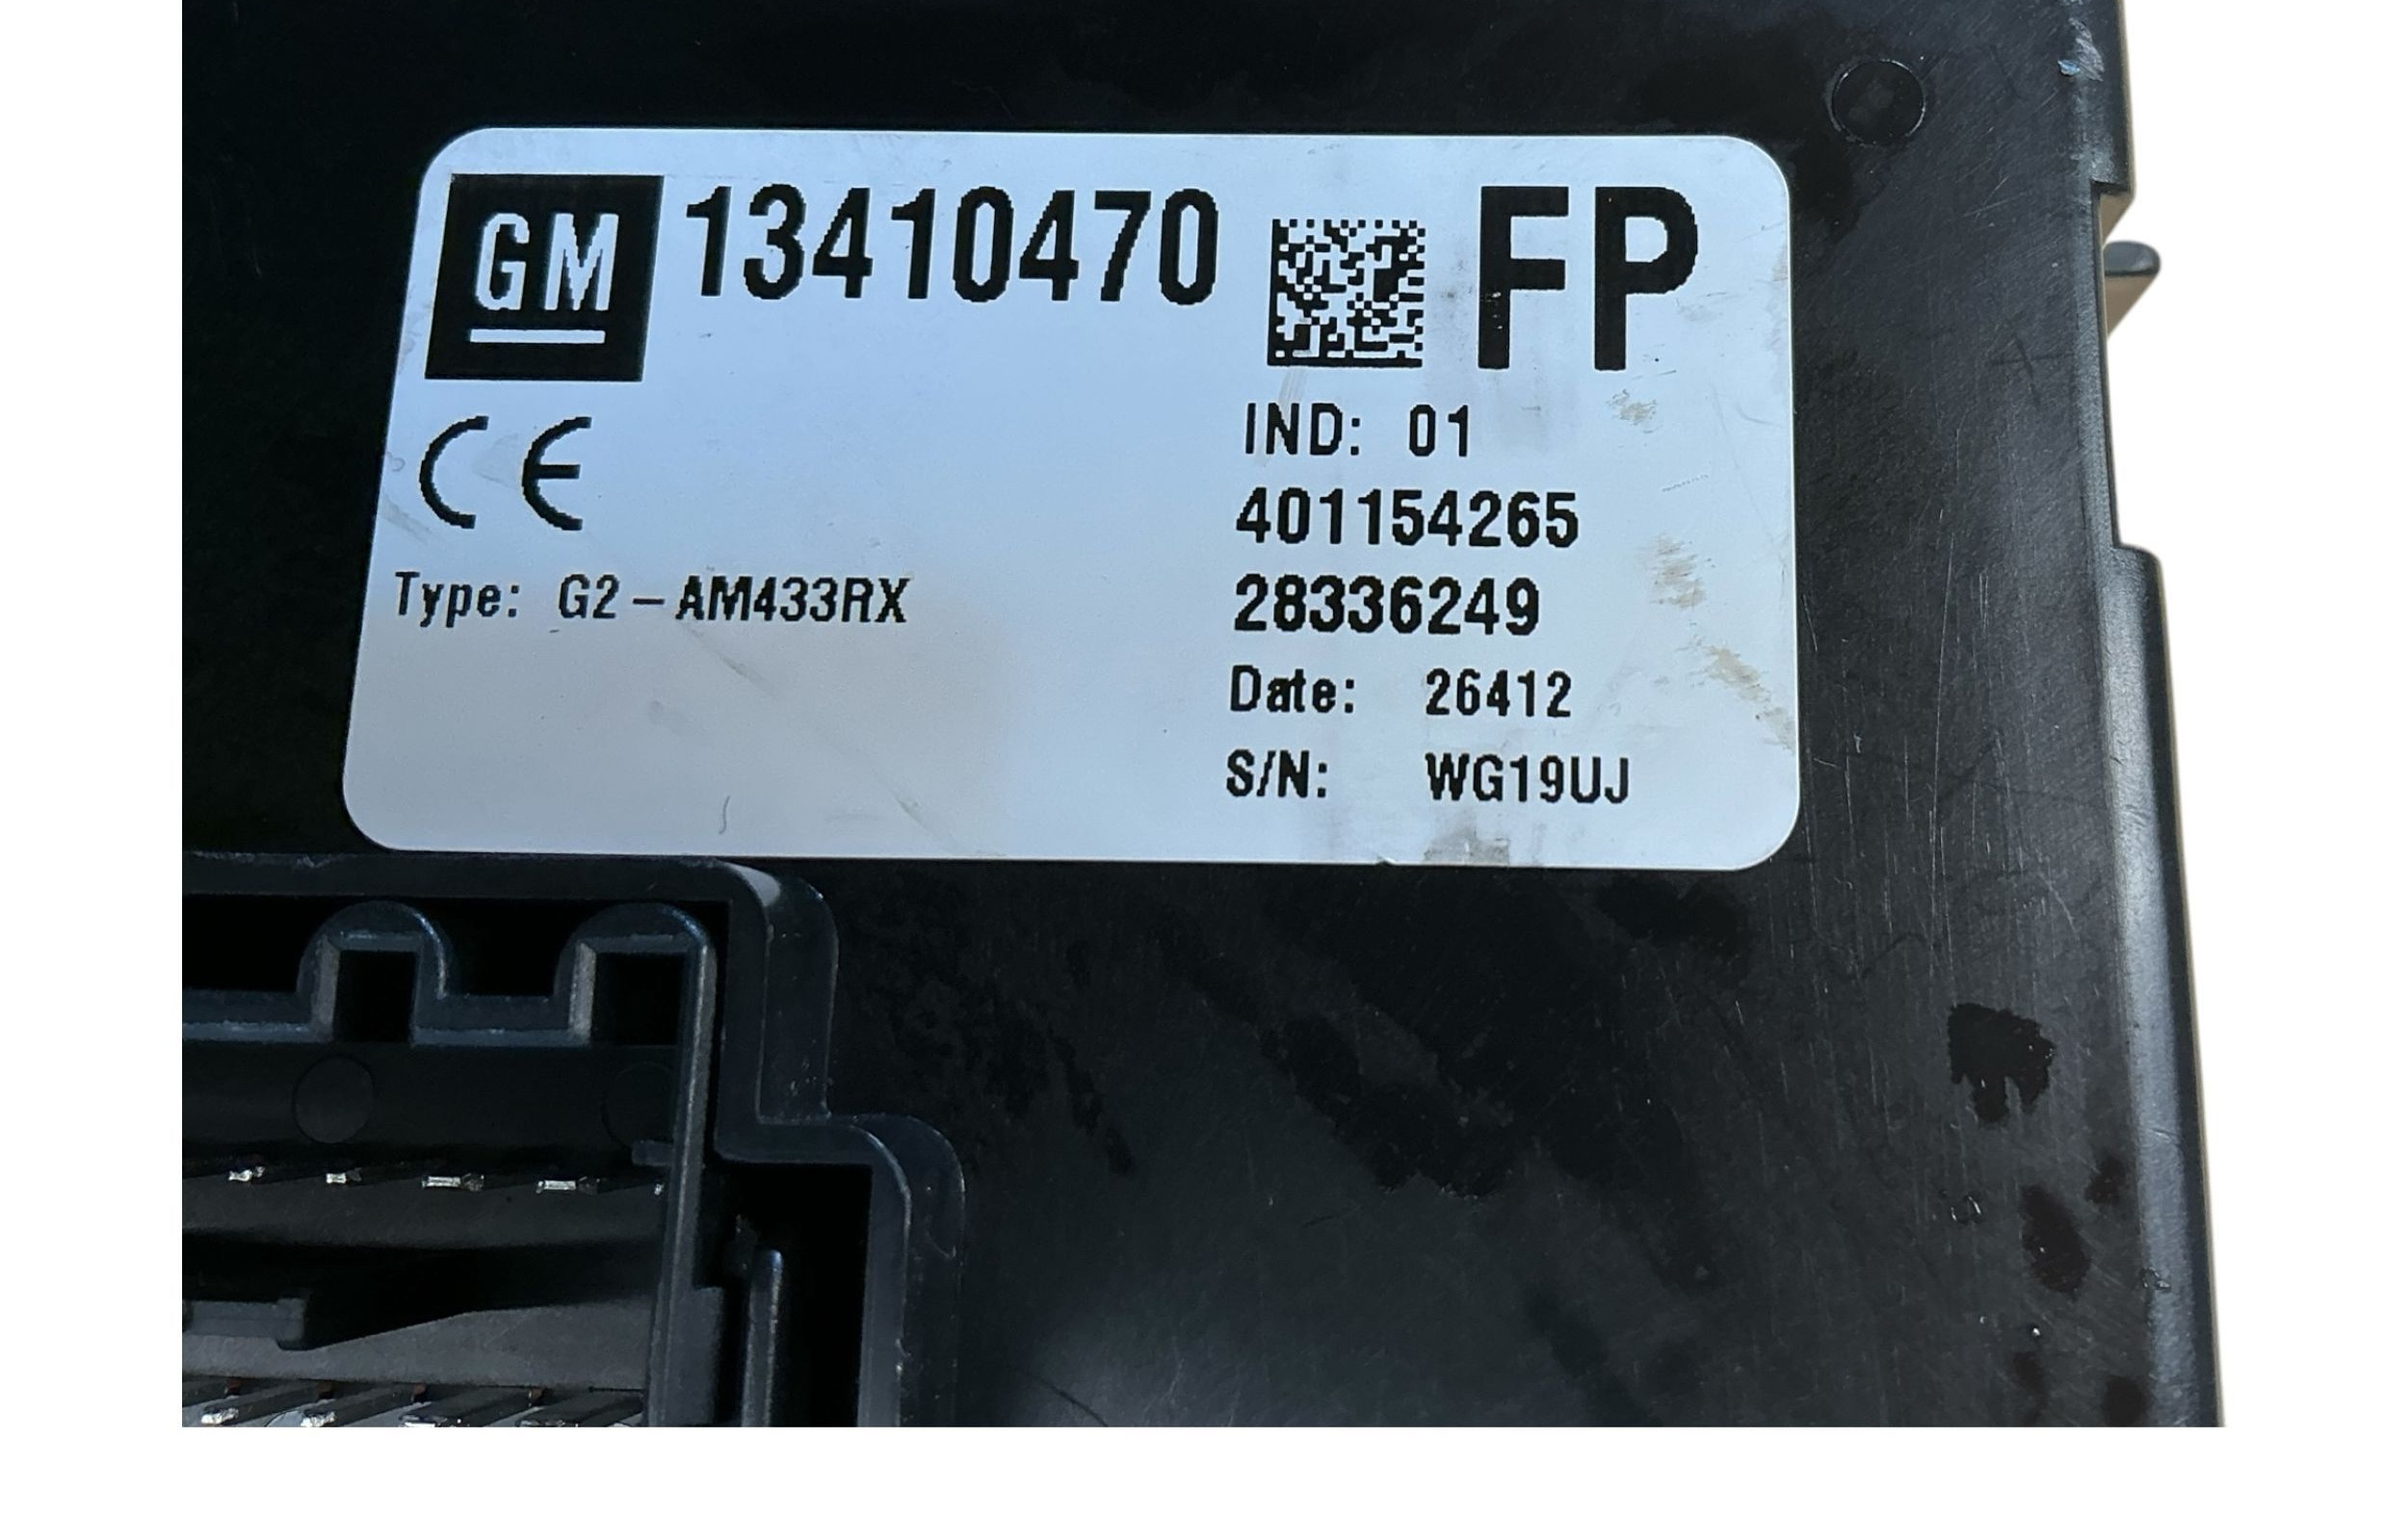 GM 13410470 FP
CE
IND: 01
401154265
Type: G2-AM433RX
28336249
Date: 26412
S/N: WG19UJ